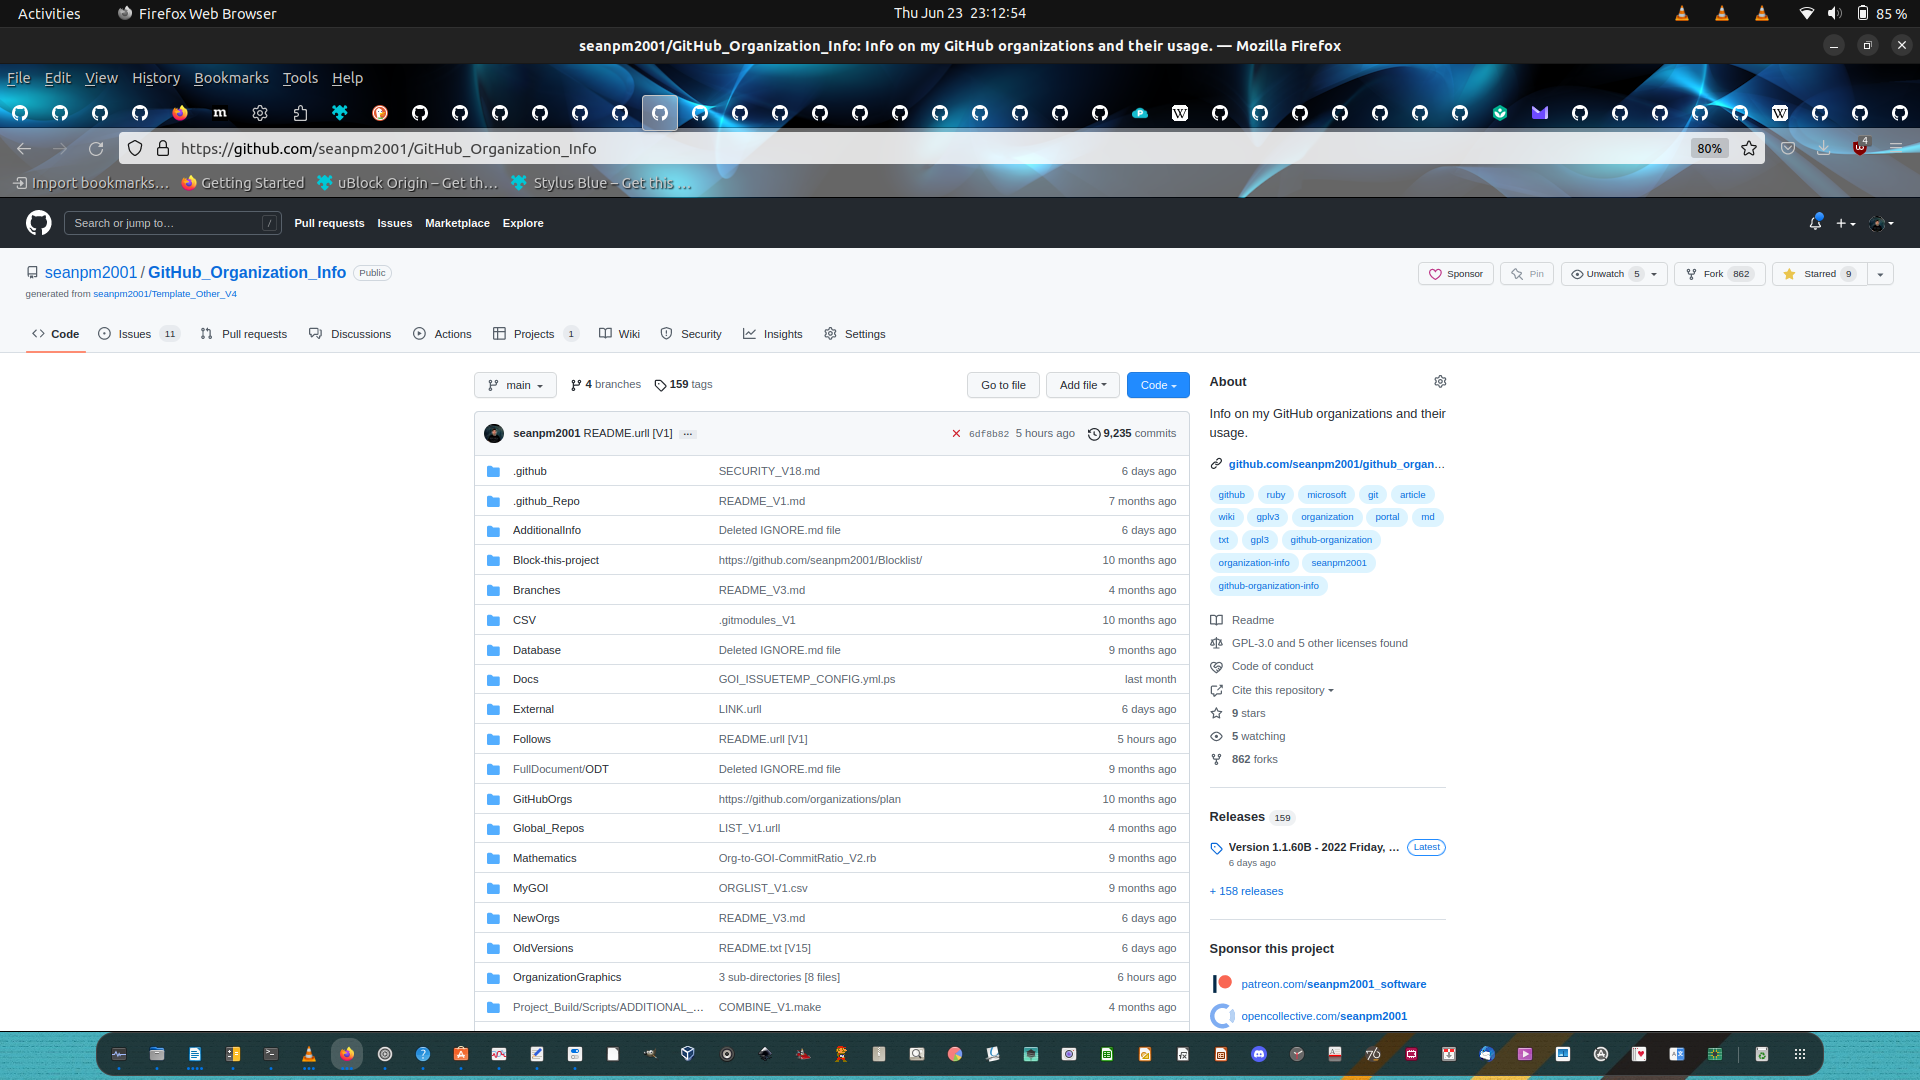 Activities Firefox Web Browser Thu Jun 23 23:12:54 85 %
seanpm2001/GitHub_Organization_Info: Info on my GitHub organizations and their usage. — Mozilla Firefox
File Edit View History Bookmarks Tools Help
https://github.com/seanpm2001/GitHub_Organization_Info 80% 4
Import bookmarks… Getting Started uBlock Origin – Get th… Stylus Blue – Get this …
Search or jump to… / Pull requests Issues Marketplace Explore
seanpm2001 / GitHub_Organization_Info Public Sponsor Pin Unwatch 5 Fork 862 Starred 9
generated from seanpm2001/Template_Other_V4
Code Issues 11 Pull requests Discussions Actions Projects 1 Wiki Security Insights Settings
main 4 branches 159 tags Go to file Add file Code
seanpm2001 README.urll [V1] … 6df8b82 5 hours ago 9,235 commits
.github SECURITY_V18.md 6 days ago
.github_Repo README_V1.md 7 months ago
AdditionalInfo Deleted IGNORE.md file 6 days ago
Block-this-project https://github.com/seanpm2001/Blocklist/ 10 months ago
Branches README_V3.md 4 months ago
CSV .gitmodules_V1 10 months ago
Database Deleted IGNORE.md file 9 months ago
Docs GOI_ISSUETEMP_CONFIG.yml.ps last month
External LINK.urll 6 days ago
Follows README.urll [V1] 5 hours ago
FullDocument/ODT Deleted IGNORE.md file 9 months ago
GitHubOrgs https://github.com/organizations/plan 10 months ago
Global_Repos LIST_V1.urll 4 months ago
Mathematics Org-to-GOI-CommitRatio_V2.rb 9 months ago
MyGOI ORGLIST_V1.csv 9 months ago
NewOrgs README_V3.md 6 days ago
OldVersions README.txt [V15] 6 days ago
OrganizationGraphics 3 sub-directories [8 files] 6 hours ago
Project_Build/Scripts/ADDITIONAL_… COMBINE_V1.make 4 months ago
About
Info on my GitHub organizations and their
usage.
github.com/seanpm2001/github_organ…
github ruby microsoft git article
wiki gplv3 organization portal md
txt gpl3 github-organization
organization-info seanpm2001
github-organization-info
Readme
GPL-3.0 and 5 other licenses found
Code of conduct
Cite this repository
9 stars
5 watching
862 forks
Releases 159
Version 1.1.60B - 2022 Friday, … Latest
6 days ago
+ 158 releases
Sponsor this project
patreon.com/seanpm2001_software
opencollective.com/seanpm2001